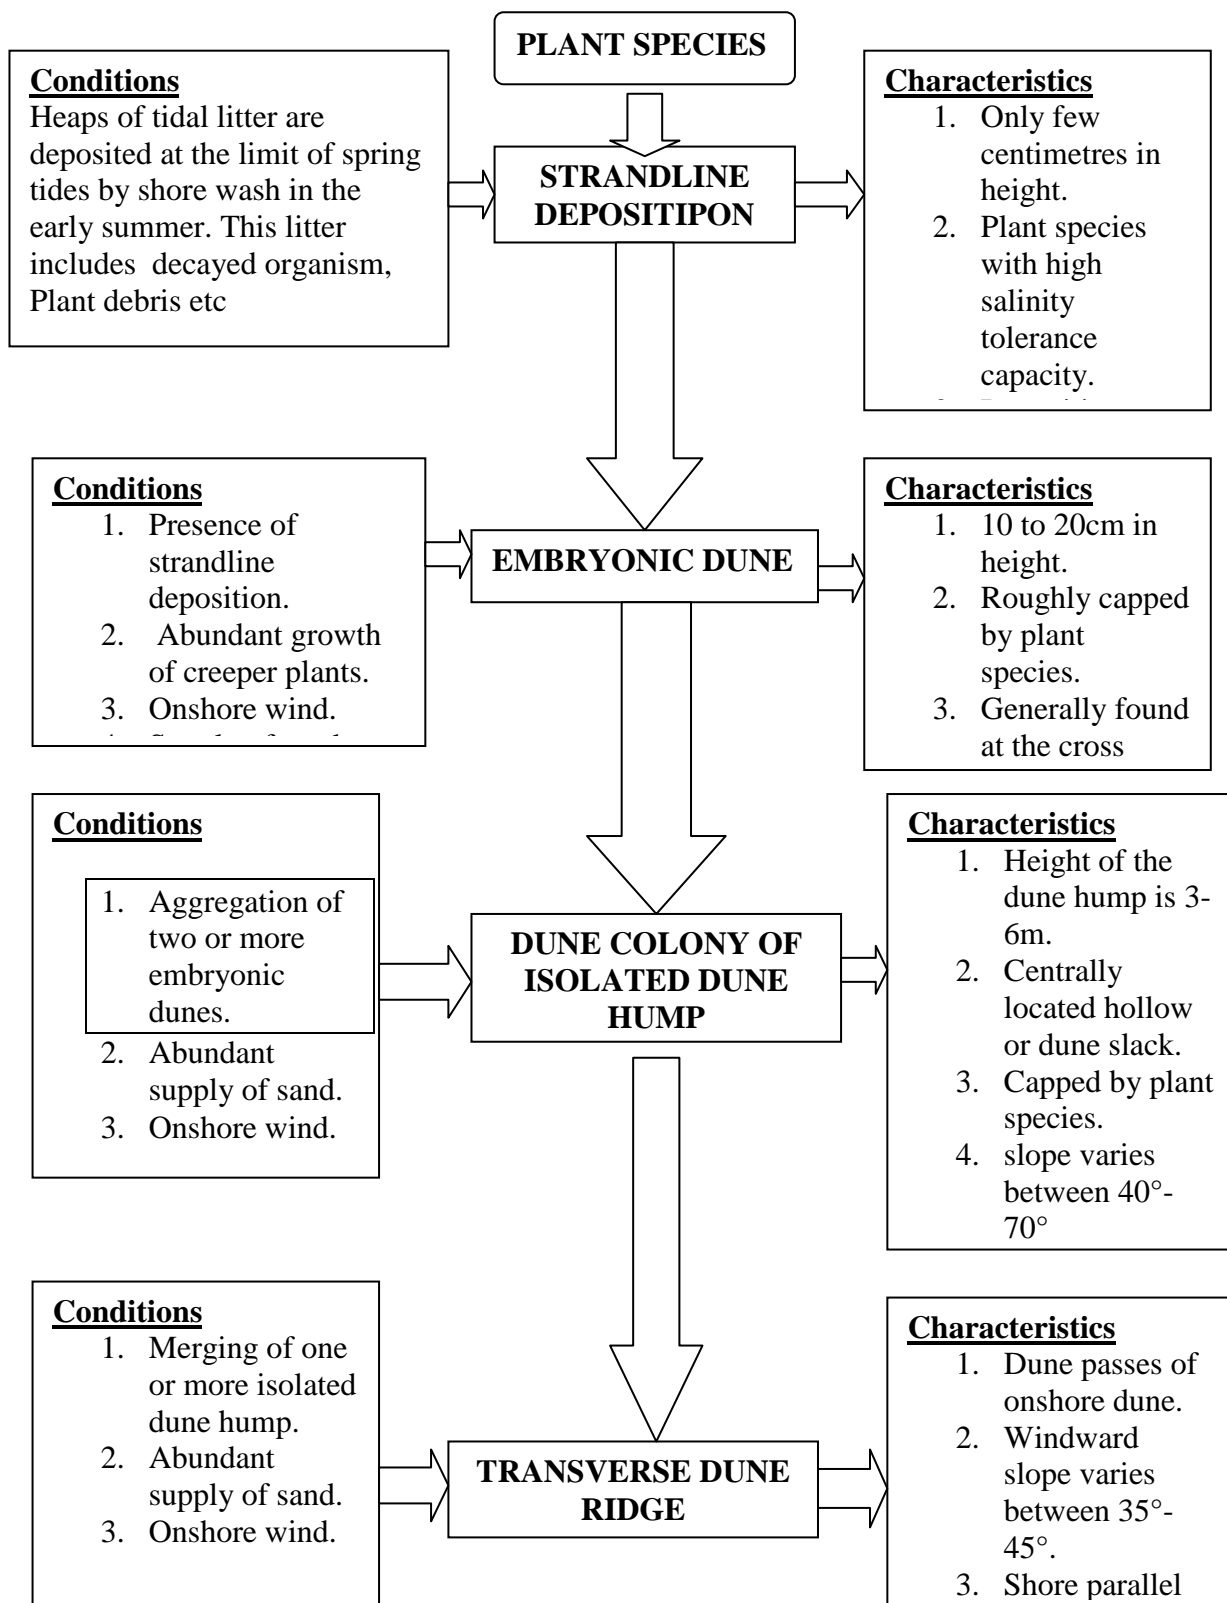 PLANT SPECIES
Conditions
Heaps of tidal litter are
deposited at the limit of spring
tides by shore wash in the
early summer. This litter
includes decayed organism,
Plant debris etc
STRANDLINE
DEPOSITIPON
Characteristics
1. Only few
centimetres in
height.
2. Plant species
with high
salinity
tolerance
capacity.
Conditions
1. Presence of
strandline
deposition.
2. Abundant growth
of creeper plants.
3. Onshore wind.
EMBRYONIC DUNE
Characteristics
1. 10 to 20cm in
height.
2. Roughly capped
by plant
species.
3. Generally found
at the cross
Conditions
1. Aggregation of
two or more
embryonic
dunes.
2. Abundant
supply of sand.
3. Onshore wind.
DUNE COLONY OF
ISOLATED DUNE
HUMP
Characteristics
1. Height of the
dune hump is 3-
6m.
2. Centrally
located hollow
or dune slack.
3. Capped by plant
species.
4. slope varies
between 40°-
70°
Conditions
1. Merging of one
or more isolated
dune hump.
2. Abundant
supply of sand.
3. Onshore wind.
TRANSVERSE DUNE
RIDGE
Characteristics
1. Dune passes of
onshore dune.
2. Windward
slope varies
between 35°-
45°.
3. Shore parallel